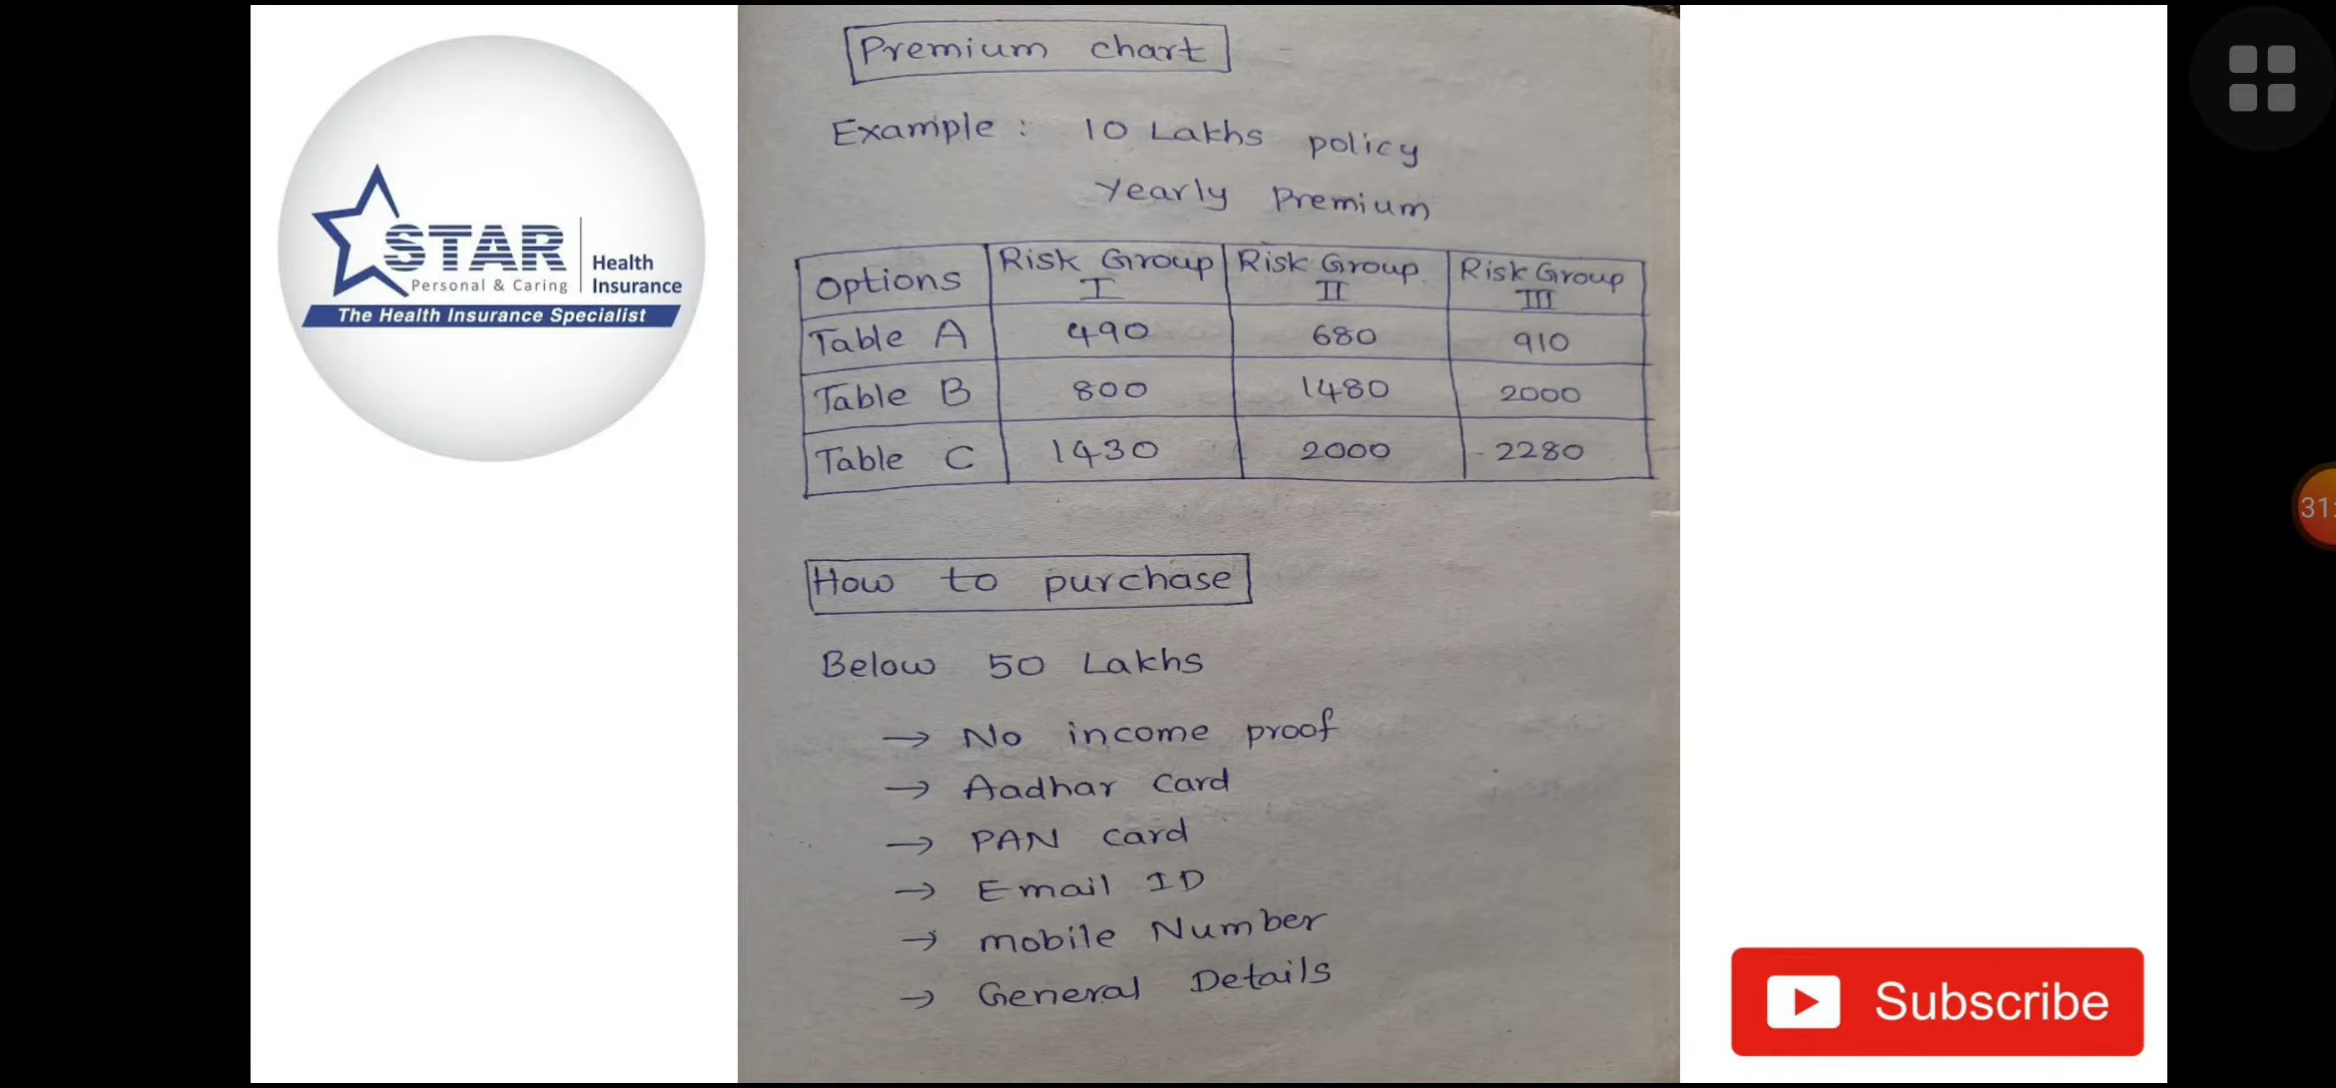 STAR
Health
Insurance
Personal & Caring
The Health Insurance Specialist
Premium chart
Example : 10 Lakhs policy
Yearly Premium
Options Risk Group I Risk Group II Risk Group III
Table A 490 680 910
Table B 800 1480 2000
Table C 1430 2000 2280
How to purchase
Below 50 Lakhs
→ No income proof
→ Aadhar Card
→ PAN card
→ Email ID
→ mobile Number
→ General Details
31:
Subscribe